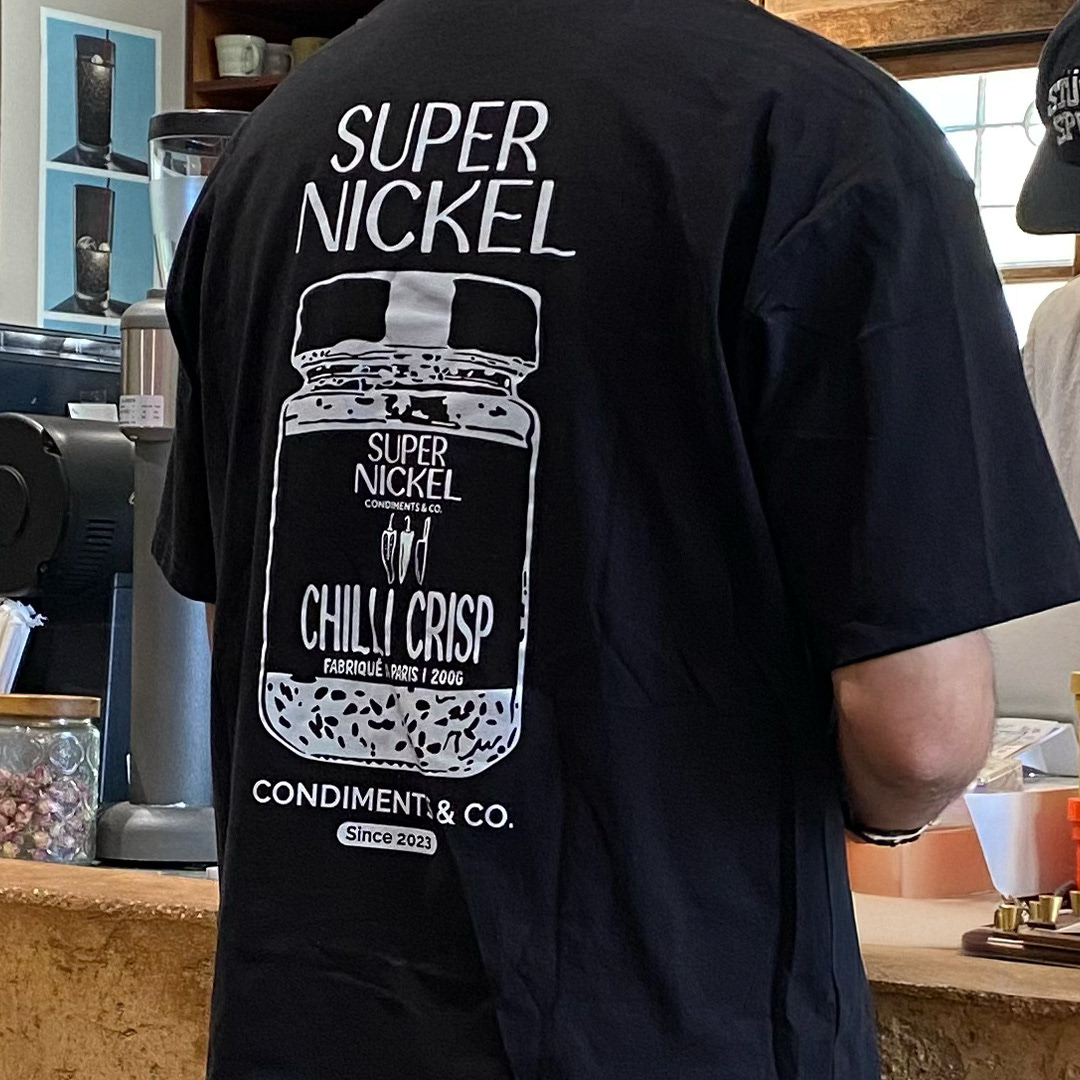 SUPER
NICKEL
SUPER
NICKEL
CONDIMENTS & CO.
CHILLI CRISP
FABRIQUÉ À PARIS | 200G
CONDIMENTS & CO.
Since 2023